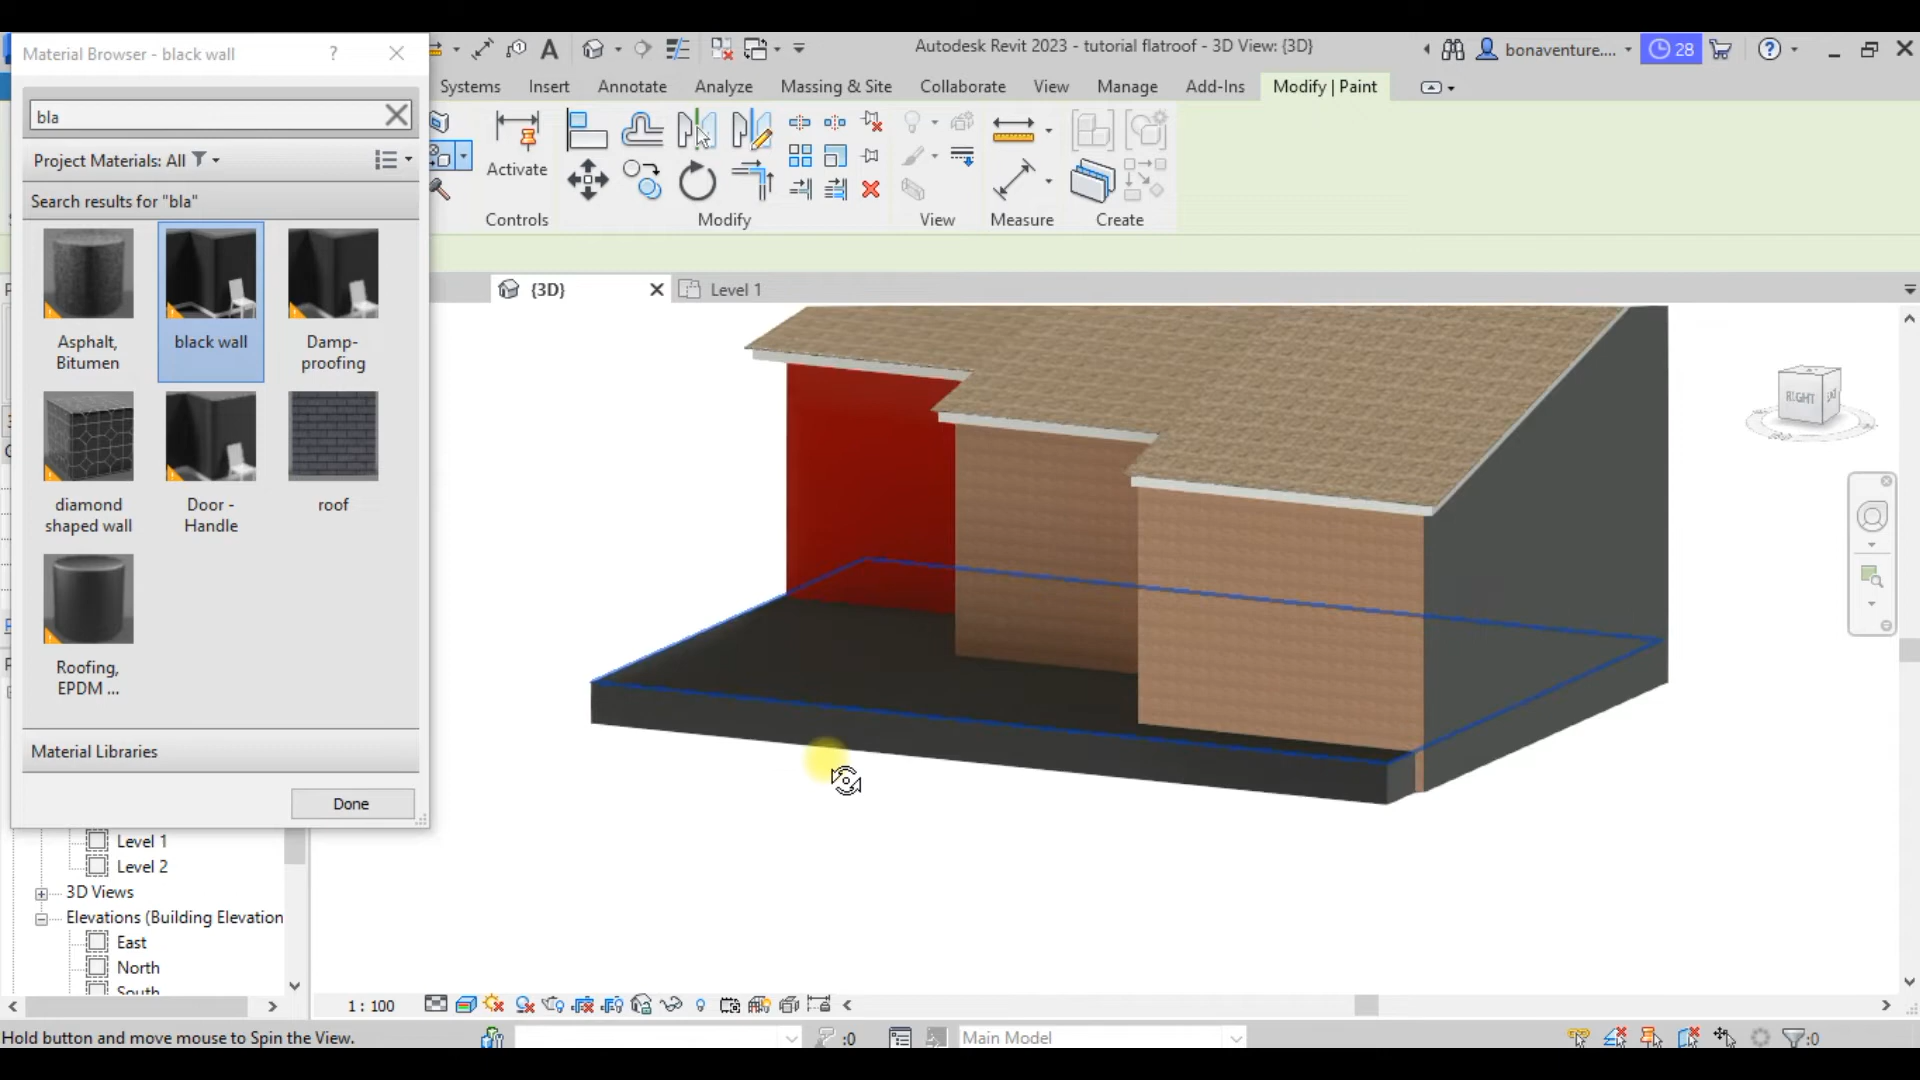 Material Browser - black wall
?
Autodesk Revit 2023 - tutorial flatroof - 3D View: {3D}
bonaventure....
28
Systems
Insert
Annotate
Analyze
Massing & Site
Collaborate
View
Manage
Add-Ins
Modify | Paint
bla
Activate
Project Materials: All
Search results for "bla"
Controls
Modify
View
Measure
Create
{3D}
Level 1
Asphalt,
Bitumen
black wall
Damp-
proofing
RIGHT
diamond
shaped wall
Door -
Handle
roof
Roofing,
EPDM ...
Material Libraries
Done
Level 1
Level 2
3D Views
Elevations (Building Elevation
East
North
South
1 : 100
Hold button and move mouse to Spin the View.
:0
Main Model
:0